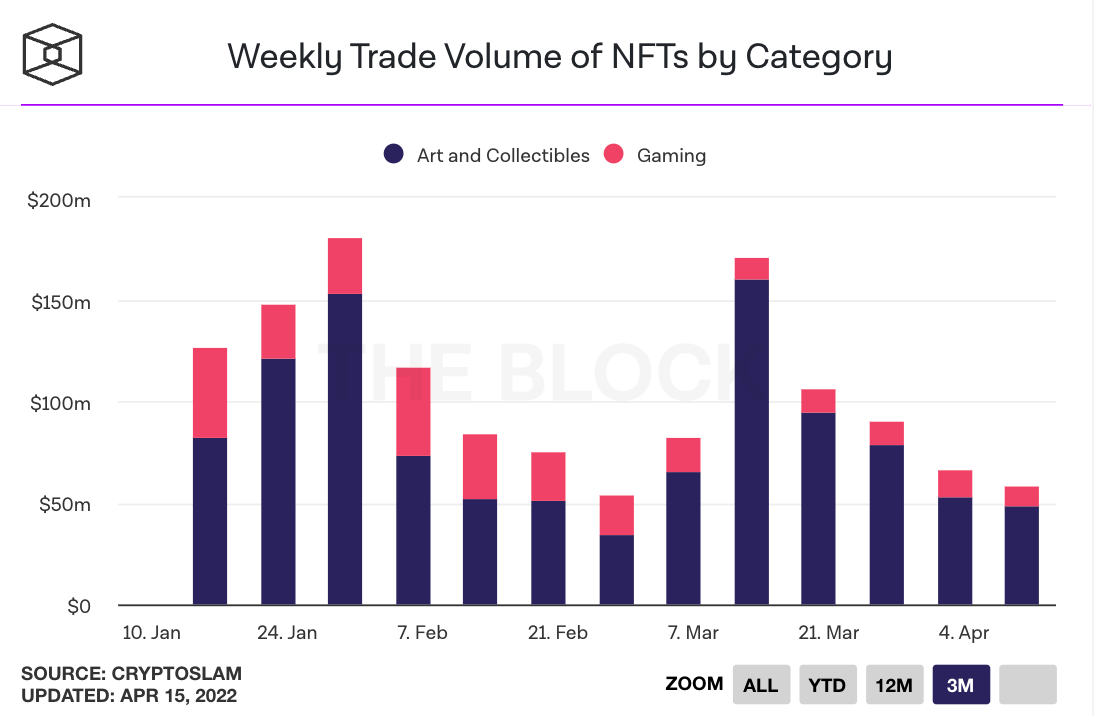 Weekly Trade Volume of NFTs by Category
Art and Collectibles Gaming
$200m
$150m
$100m
$50m
$0
THE BLOCK
10. Jan 24. Jan 7. Feb 21. Feb 7. Mar 21. Mar 4. Apr
SOURCE: CRYPTOSLAM
UPDATED: APR 15, 2022
ZOOM ALL YTD 12M 3M